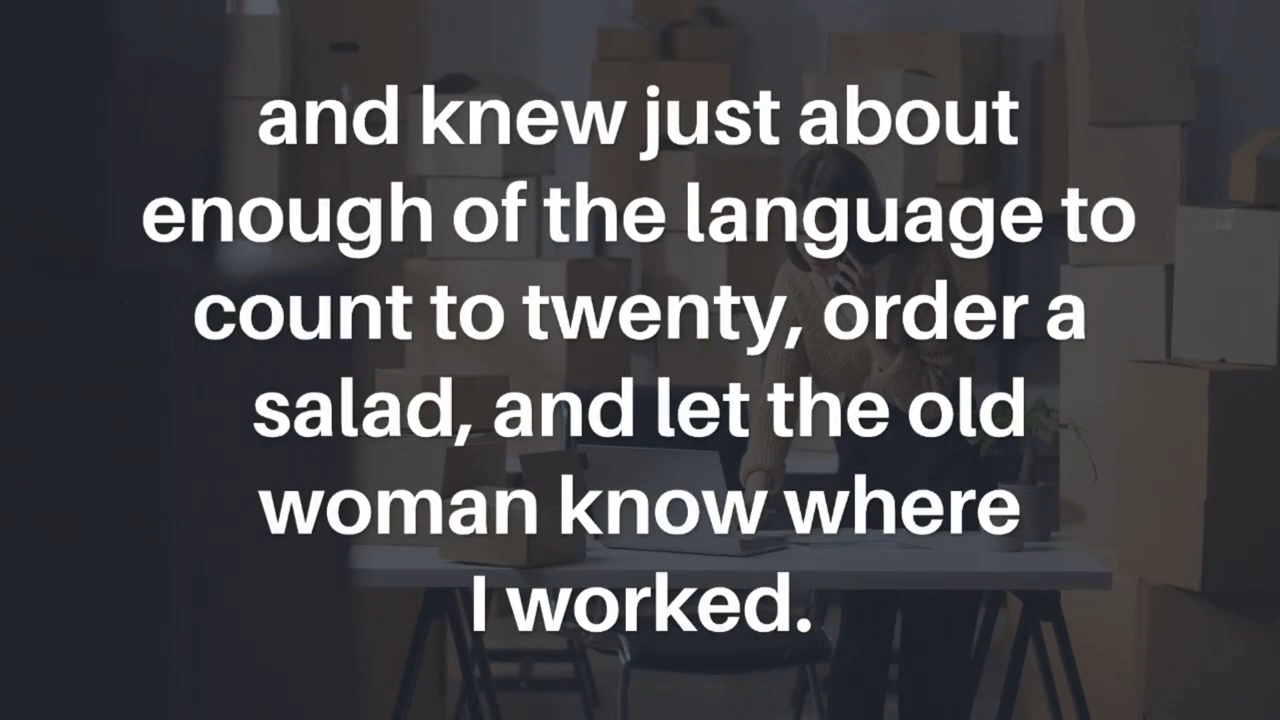 and knew just about
enough of the language to
count to twenty, order a
salad, and let the old
woman know where
I worked.